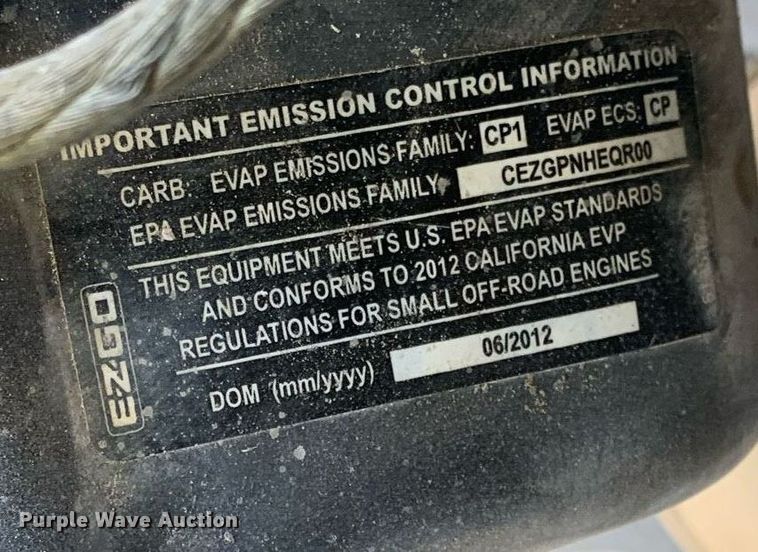 IMPORTANT EMISSION CONTROL INFORMATION
CARB: EVAP EMISSIONS FAMILY: CP1 EVAP ECS: CP
EPA EVAP EMISSIONS FAMILY: CEZGPNHEQR00
THIS EQUIPMENT MEETS U.S. EPA EVAP STANDARDS
AND CONFORMS TO 2012 CALIFORNIA EVP
REGULATIONS FOR SMALL OFF-ROAD ENGINES
DOM (mm/yyyy) 06/2012
E-Z-GO
Purple Wave Auction